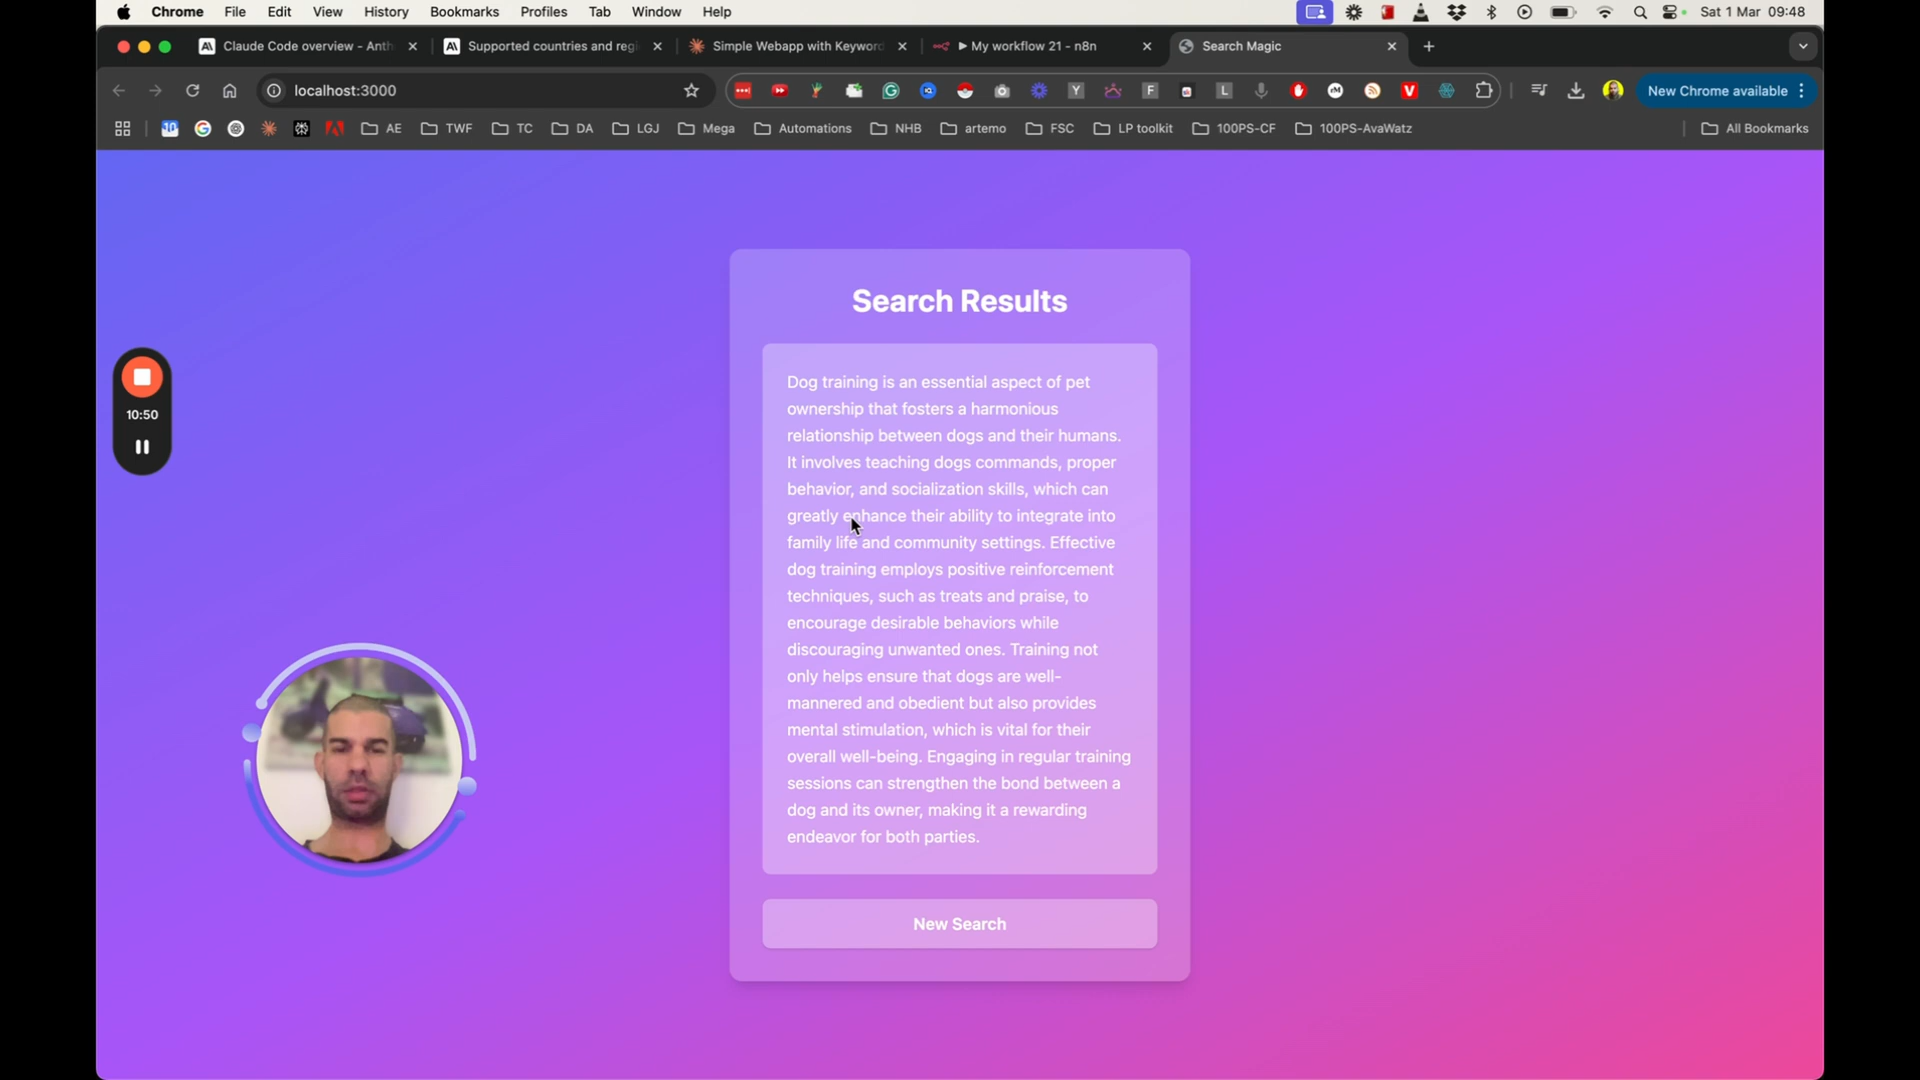 Chrome File Edit View History Bookmarks Profiles Tab Window Help Sat 1 Mar 09:48
Claude Code overview - Anth Supported countries and regi Simple Webapp with Keyword My workflow 21 - n8n Search Magic
localhost:3000 New Chrome available
AE TWF TC DA LGJ Mega Automations NHB artemo FSC LP toolkit 100PS-CF 100PS-AvaWatz All Bookmarks
Search Results
Dog training is an essential aspect of pet
ownership that fosters a harmonious
relationship between dogs and their humans.
It involves teaching dogs commands, proper
behavior, and socialization skills, which can
greatly enhance their ability to integrate into
family life and community settings. Effective
dog training employs positive reinforcement
techniques, such as treats and praise, to
encourage desirable behaviors while
discouraging unwanted ones. Training not
only helps ensure that dogs are well-
mannered and obedient but also provides
mental stimulation, which is vital for their
overall well-being. Engaging in regular training
sessions can strengthen the bond between a
dog and its owner, making it a rewarding
endeavor for both parties.
New Search
10:50